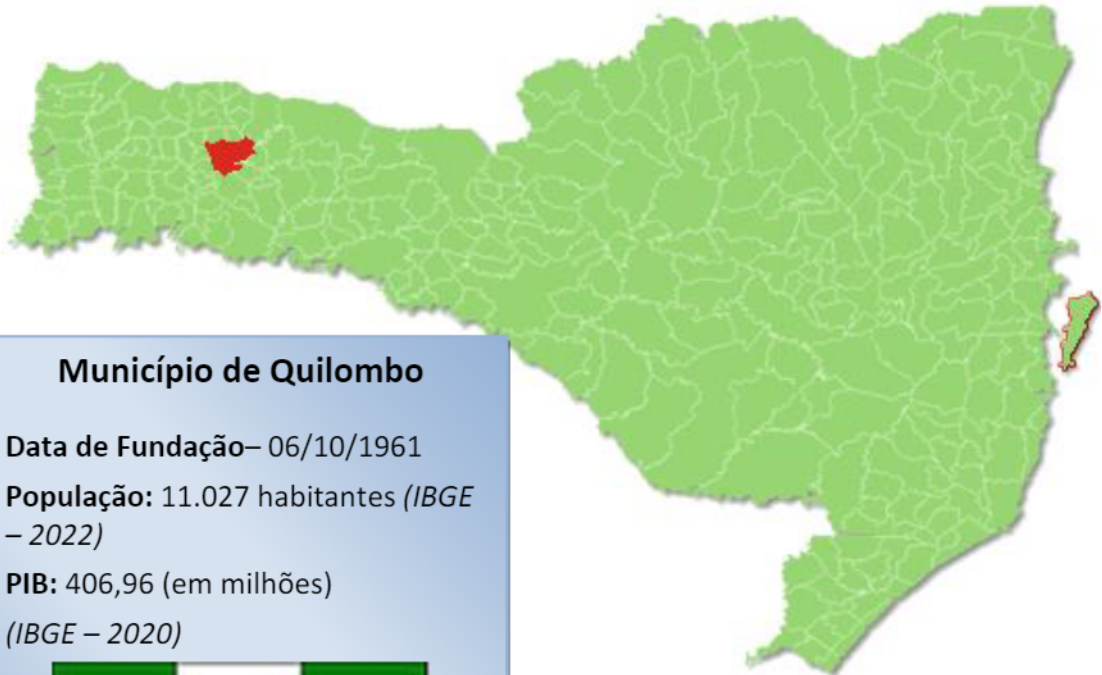 Município de Quilombo
Data de Fundação– 06/10/1961
População: 11.027 habitantes (IBGE
– 2022)
PIB: 406,96 (em milhões)
(IBGE – 2020)